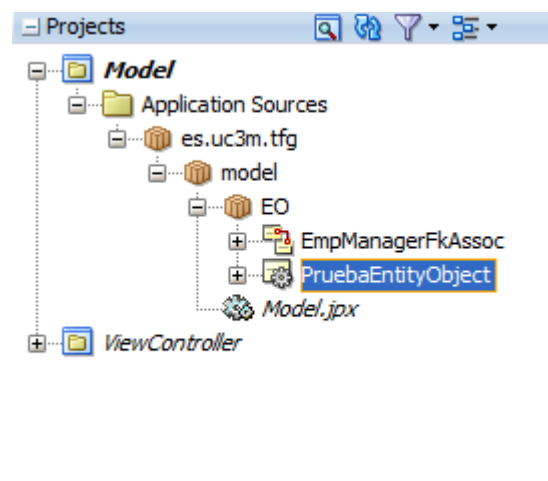 Projects
Model
Application Sources
es.uc3m.tfg
model
EO
EmpManagerFkAssoc
PruebaEntityObject
Model.jpx
ViewController